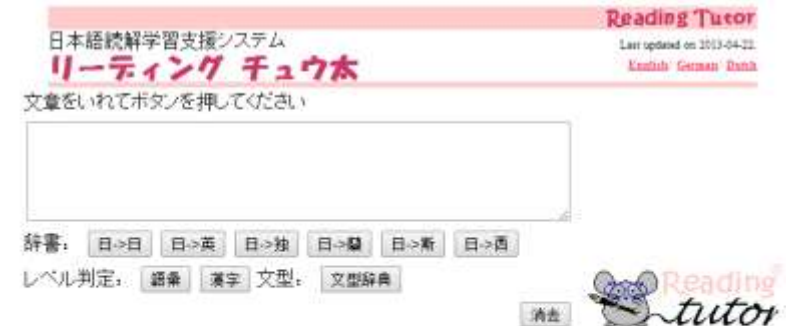 Reading Tutor
日本語読解学習支援システム
Last updated on 2013-04-22.
リーディング チュウ太
English German Dutch
文章をいれてボタンを押してください
辞書: 日->日 日->英 日->独 日->蘭 日->斯 日->西
レベル判定: 語彙 漢字 文型: 文型辞典
消去
Reading
tutor